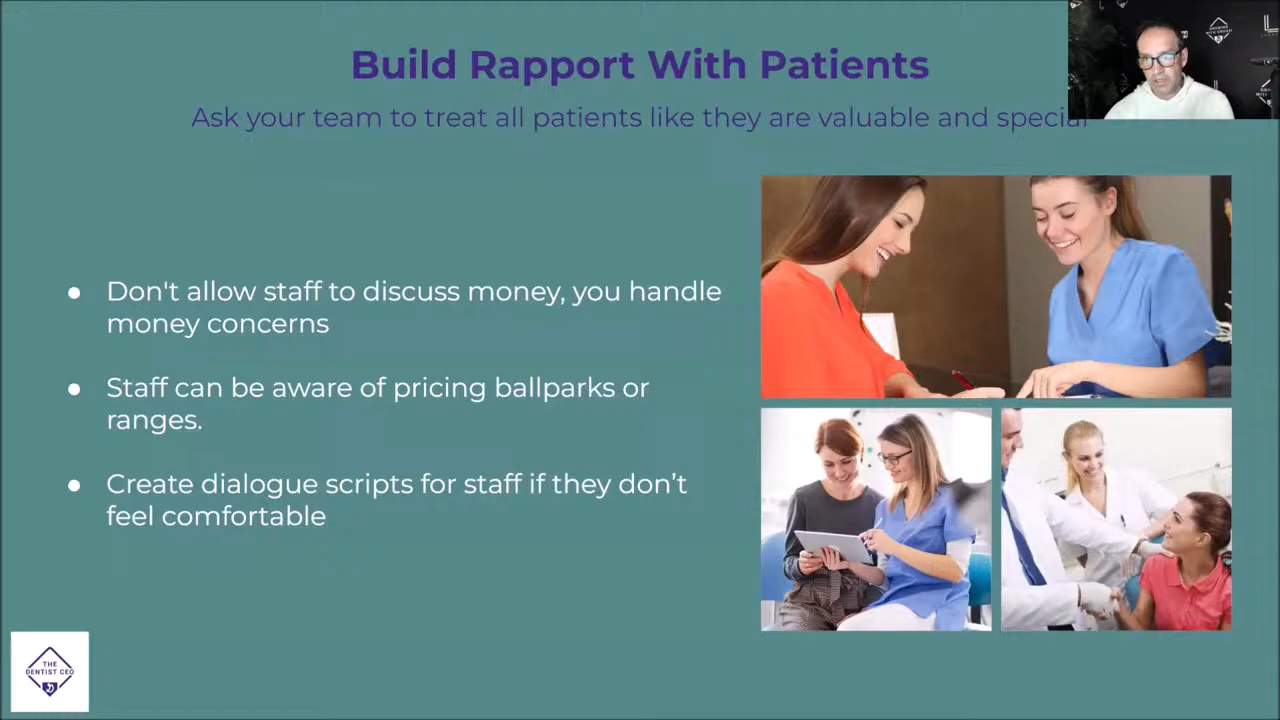 Build Rapport With Patients
Ask your team to treat all patients like they are valuable and special
● Don't allow staff to discuss money, you handle
money concerns
● Staff can be aware of pricing ballparks or
ranges.
● Create dialogue scripts for staff if they don’t
feel comfortable
THE
DENTIST CEO